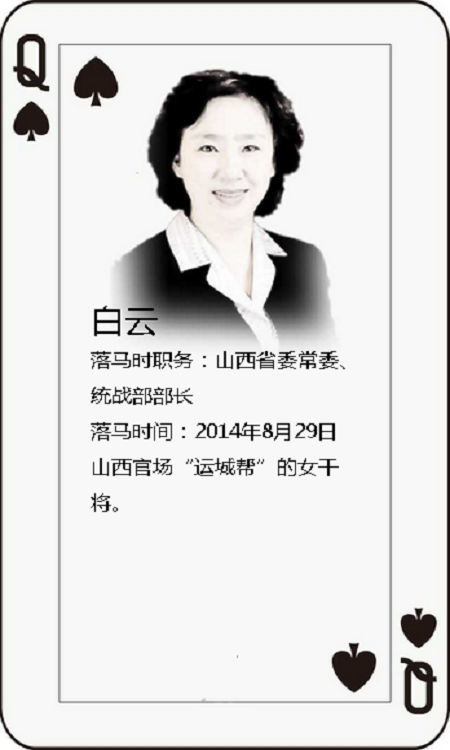 Q
白云
落马时职务：山西省委常委、
统战部部长
落马时间：2014年8月29日
山西官场“运城帮”的女干
将。
Q